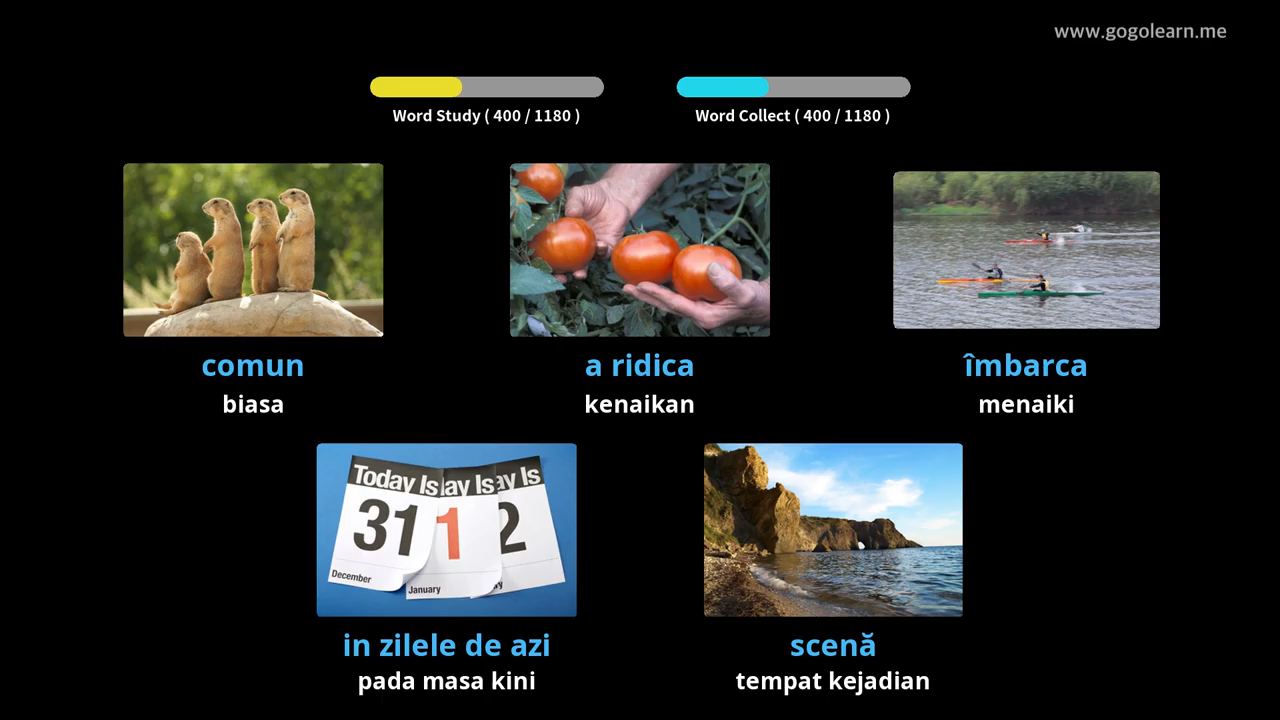 www.gogolearn.me
Word Study ( 400 / 1180 )
Word Collect ( 400 / 1180 )
comun
biasa
a ridica
kenaikan
îmbarca
menaiki
Today Is
ay Is
ay Is
31
1
2
December
January
in zilele de azi
pada masa kini
scenă
tempat kejadian